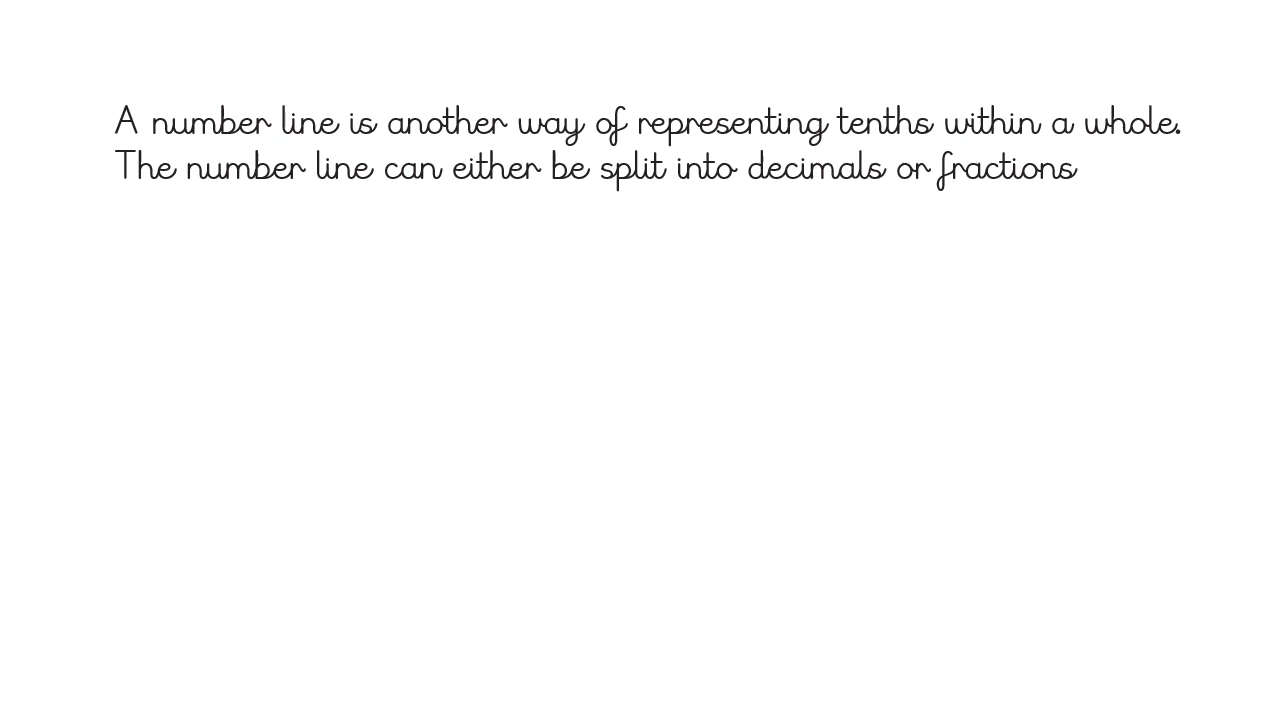 A number line is another way of representing tenths within a whole.
The number line can either be split into decimals or fractions